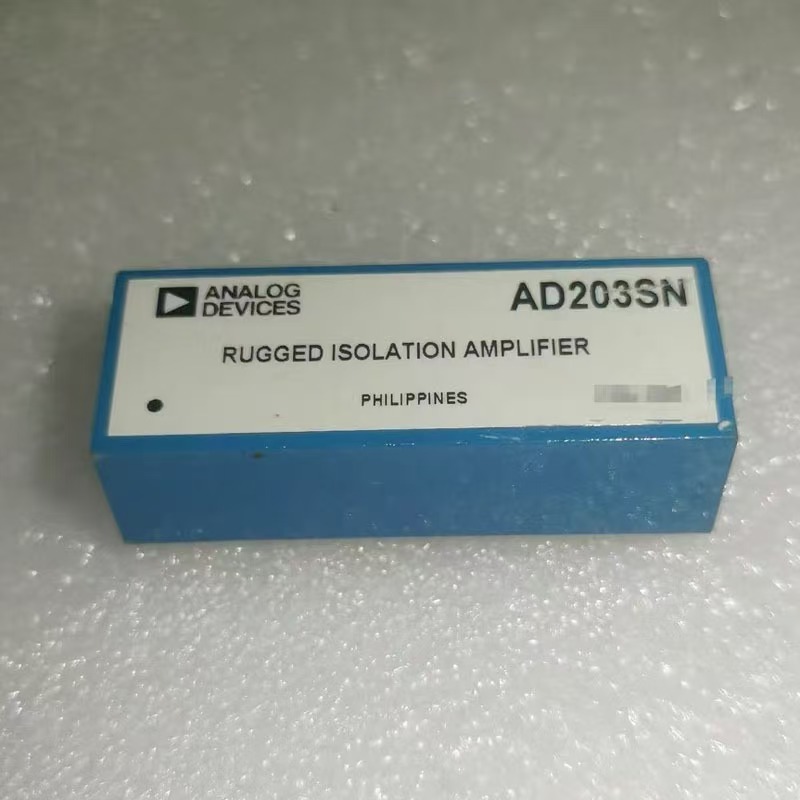 ANALOG
DEVICES
AD203SN
RUGGED ISOLATION AMPLIFIER
PHILIPPINES